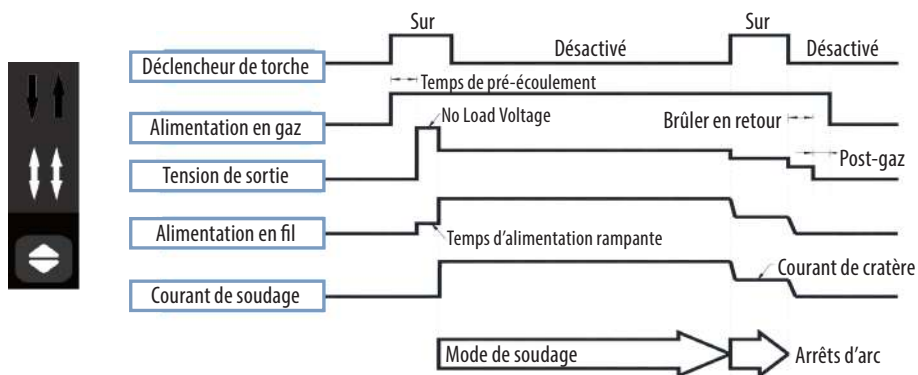 Sur
Sur
Déclencheur de torche
Désactivé
Désactivé
Temps de pré-écoulement
Alimentation en gaz
No Load Voltage
Brûler en retour
Tension de sortie
Post-gaz
Alimentation en fil
Temps d'alimentation rampante
Courant de soudage
Courant de cratère
Mode de soudage
Arrêts d'arc